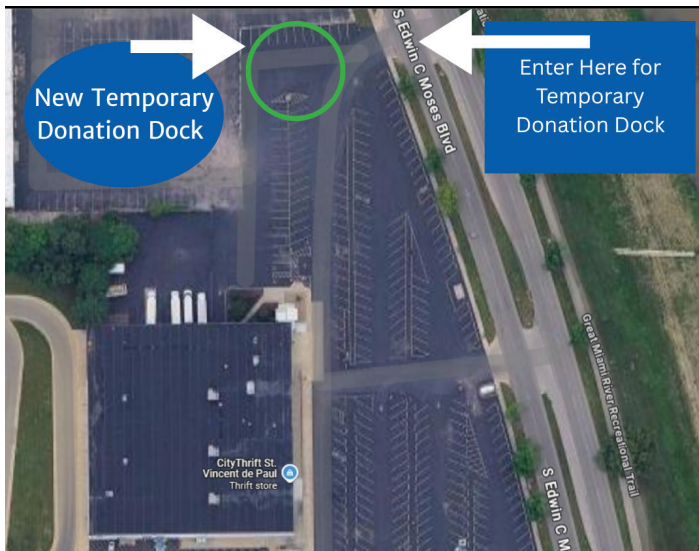 New Temporary
Donation Dock
Enter Here for
Temporary
Donation Dock
S Edwin C Moses Blvd
Great Miami River Recreational Trail
CityThrift St.
Vincent de Paul
Thrift store
S Edwin C M